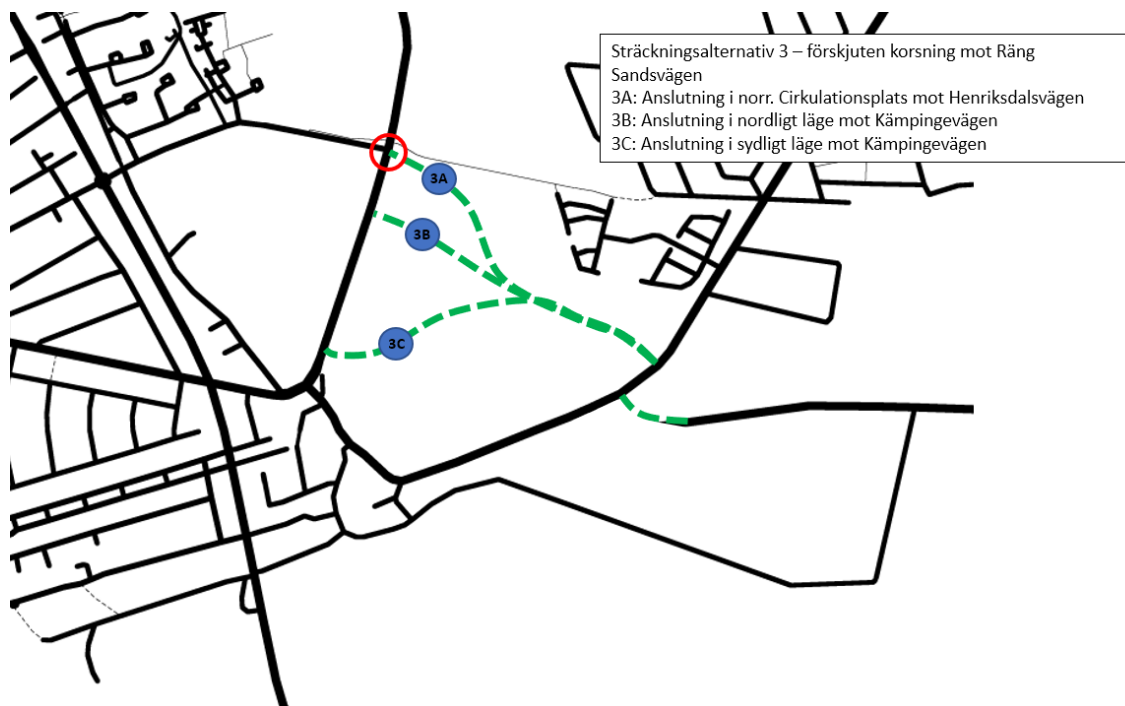 Sträckningsalternativ 3 – förskjuten korsning mot Räng
Sandsvägen
3A: Anslutning i norr. Cirkulationsplats mot Henriksdalsvägen
3B: Anslutning i nordligt läge mot Kämpingevägen
3C: Anslutning i sydligt läge mot Kämpingevägen
3A
3B
3C